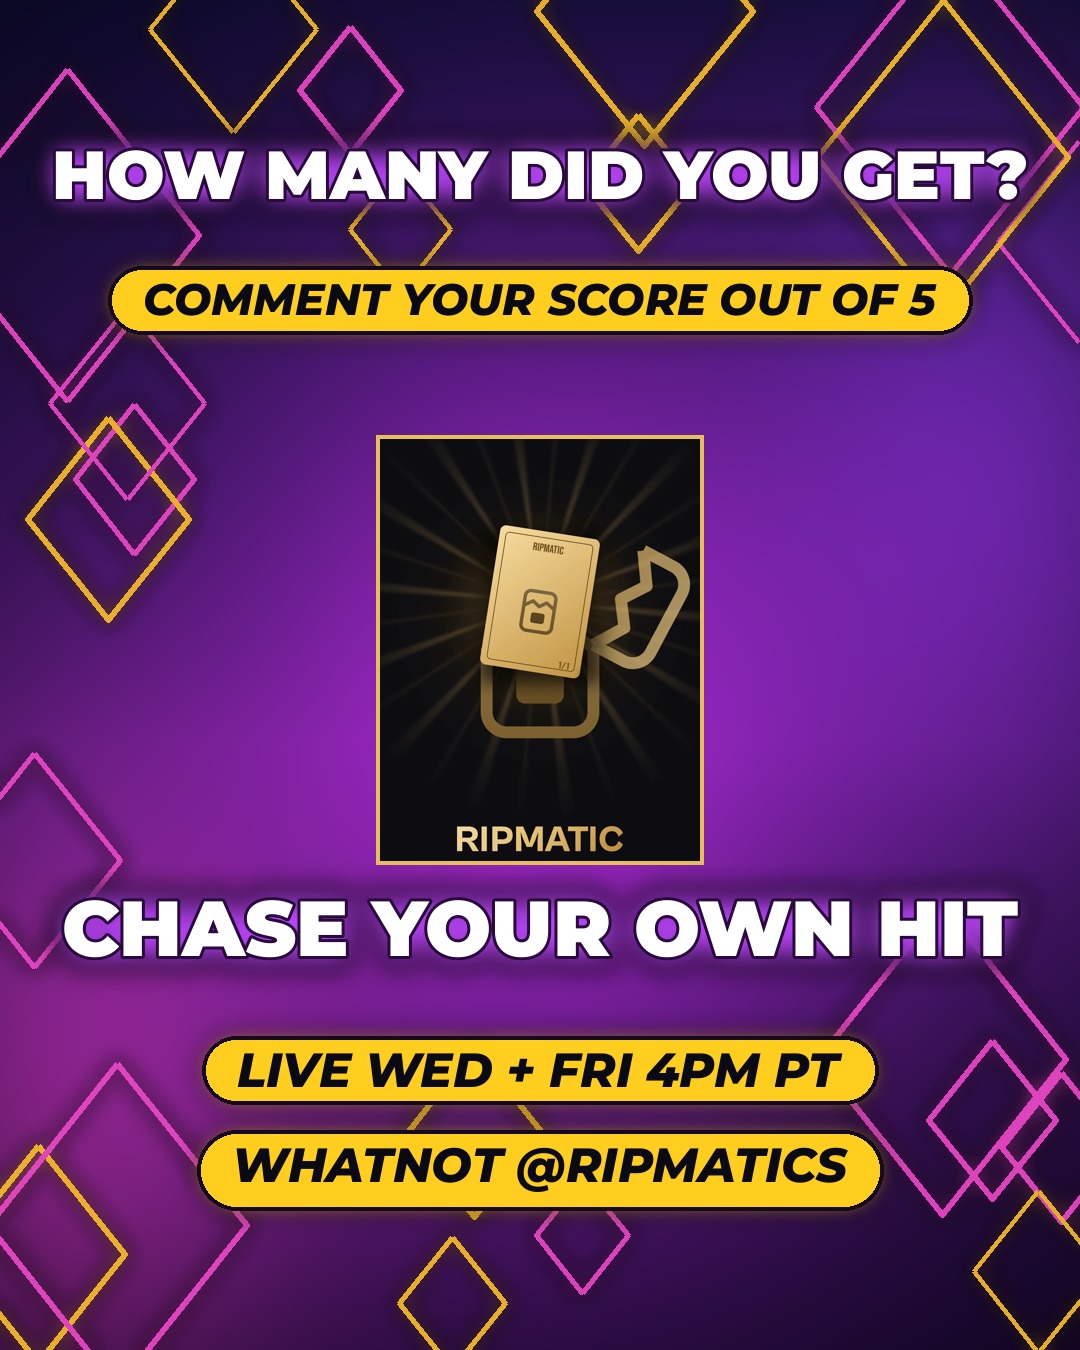 HOW MANY DID YOU GET?
COMMENT YOUR SCORE OUT OF 5
RIPMATIC
1/1
RIPMATIC
CHASE YOUR OWN HIT
LIVE WED + FRI 4PM PT
WHATNOT @RIPMATICS